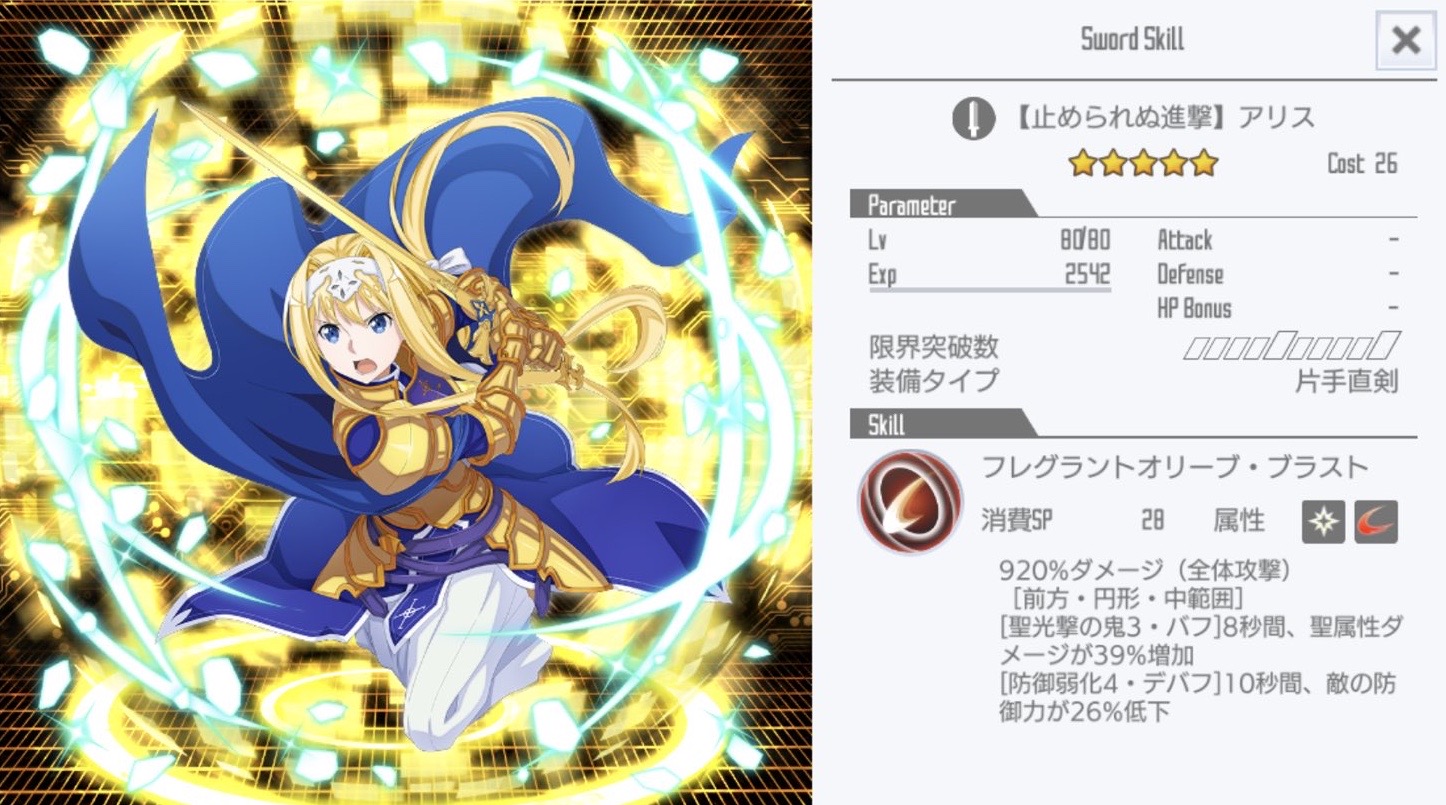 Sword Skill
【止められぬ進撃】アリス
Cost 26
Parameter
Lv 80/80 Attack -
Exp 2542 Defense -
HP Bonus -
限界突破数
装備タイプ 片手直剣
Skill
フレグラントオリーブ・ブラスト
消費SP 28 属性
920%ダメージ（全体攻撃）
［前方・円形・中範囲］
[聖光撃の鬼3・バフ]8秒間、聖属性ダ
メージが39%増加
[防御弱化4・デバフ]10秒間、敵の防
御力が26%低下